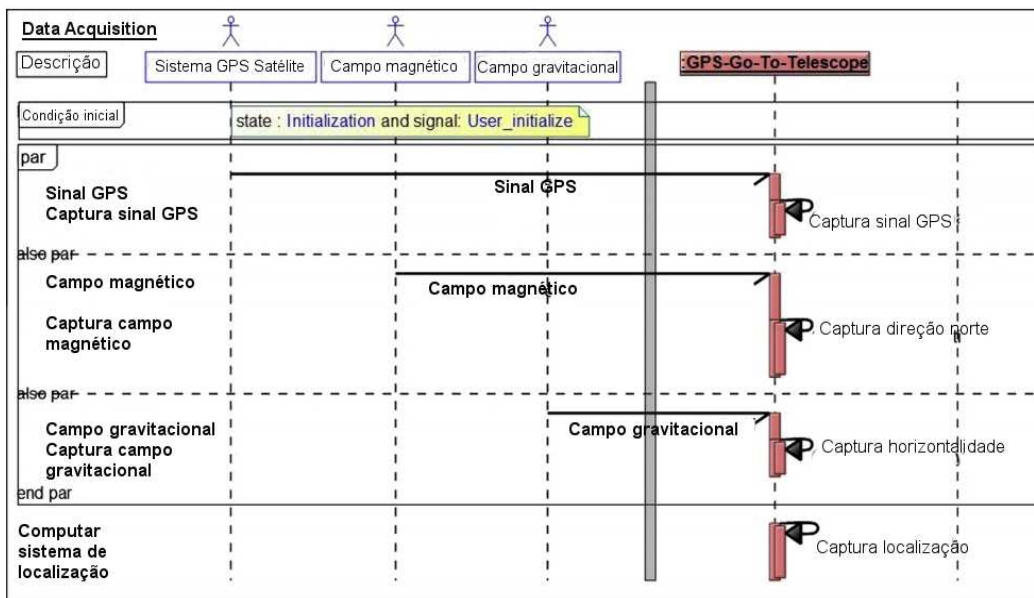 Data Acquisition
Descrição
Sistema GPS Satélite
Campo magnético
Campo gravitacional
:GPS-Go-To-Telescope
Condição inicial
state : Initialization and signal: User_initialize
par
Sinal GPS
Sinal GPS
Captura sinal GPS
Captura sinal GPS
also par
Campo magnético
Campo magnético
Captura campo
magnético
Captura direção norte
also par
Campo gravitacional
Campo gravitacional
Captura campo
gravitacional
Captura horizontalidade
end par
Computar
sistema de
localização
Captura localização